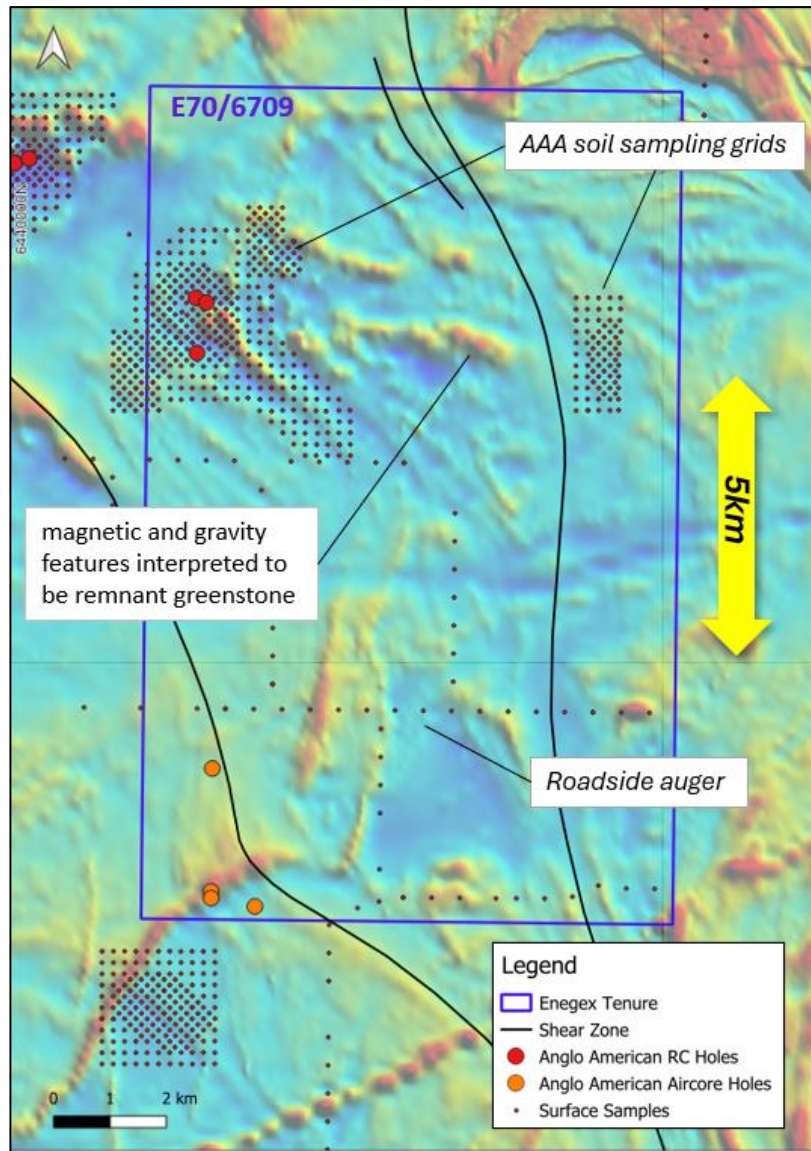 E70/6709
AAA soil sampling grids
6440000N
5km
magnetic and gravity
features interpreted to
be remnant greenstone
Roadside auger
Legend
Enegex Tenure
Shear Zone
Anglo American RC Holes
Anglo American Aircore Holes
Surface Samples
0 1 2 km